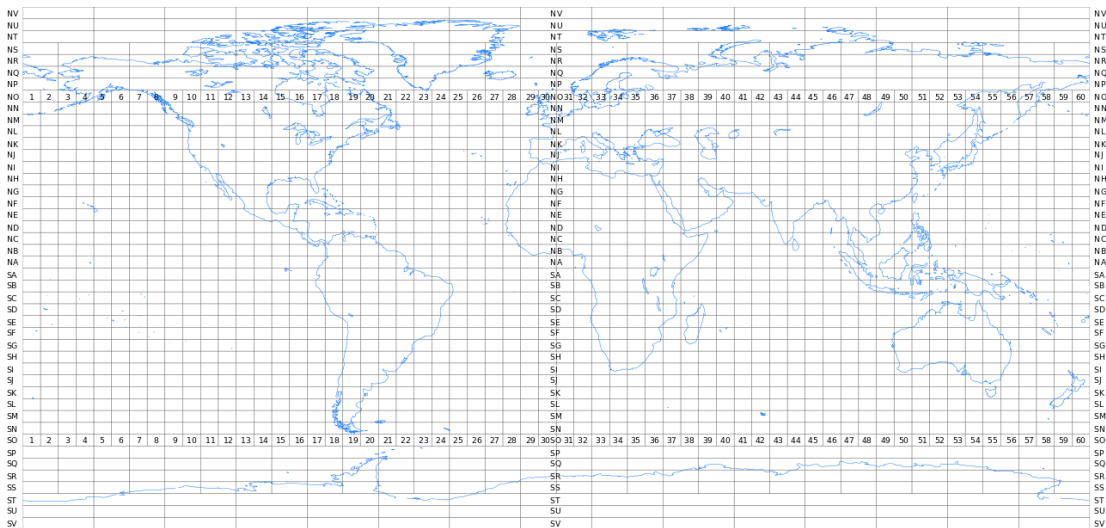 NV NV NV
NU NU NU
NT NT NT
NS NS NS
NR NR NR
NQ NQ NQ
NP NP NP
NO 1 2 3 4 5 6 7 8 9 10 11 12 13 14 15 16 17 18 19 20 21 22 23 24 25 26 27 28 29 30 NO 31 32 33 34 35 36 37 38 39 40 41 42 43 44 45 46 47 48 49 50 51 52 53 54 55 56 57 58 59 60 NO
NN NN NN
NM NM NM
NL NL NL
NK NK NK
NJ NJ NJ
NI NI NI
NH NH NH
NG NG NG
NF NF NF
NE NE NE
ND ND ND
NC NC NC
NB NB NB
NA NA NA
SA SA SA
SB SB SB
SC SC SC
SD SD SD
SE SE SE
SF SF SF
SG SG SG
SH SH SH
SI SI SI
SJ SJ SJ
SK SK SK
SL SL SL
SM SM SM
SN SN SN
SO 1 2 3 4 5 6 7 8 9 10 11 12 13 14 15 16 17 18 19 20 21 22 23 24 25 26 27 28 29 30 SO 31 32 33 34 35 36 37 38 39 40 41 42 43 44 45 46 47 48 49 50 51 52 53 54 55 56 57 58 59 60 SO
SP SP SP
SQ SQ SQ
SR SR SR
SS SS SS
ST ST ST
SU SU SU
SV SV SV